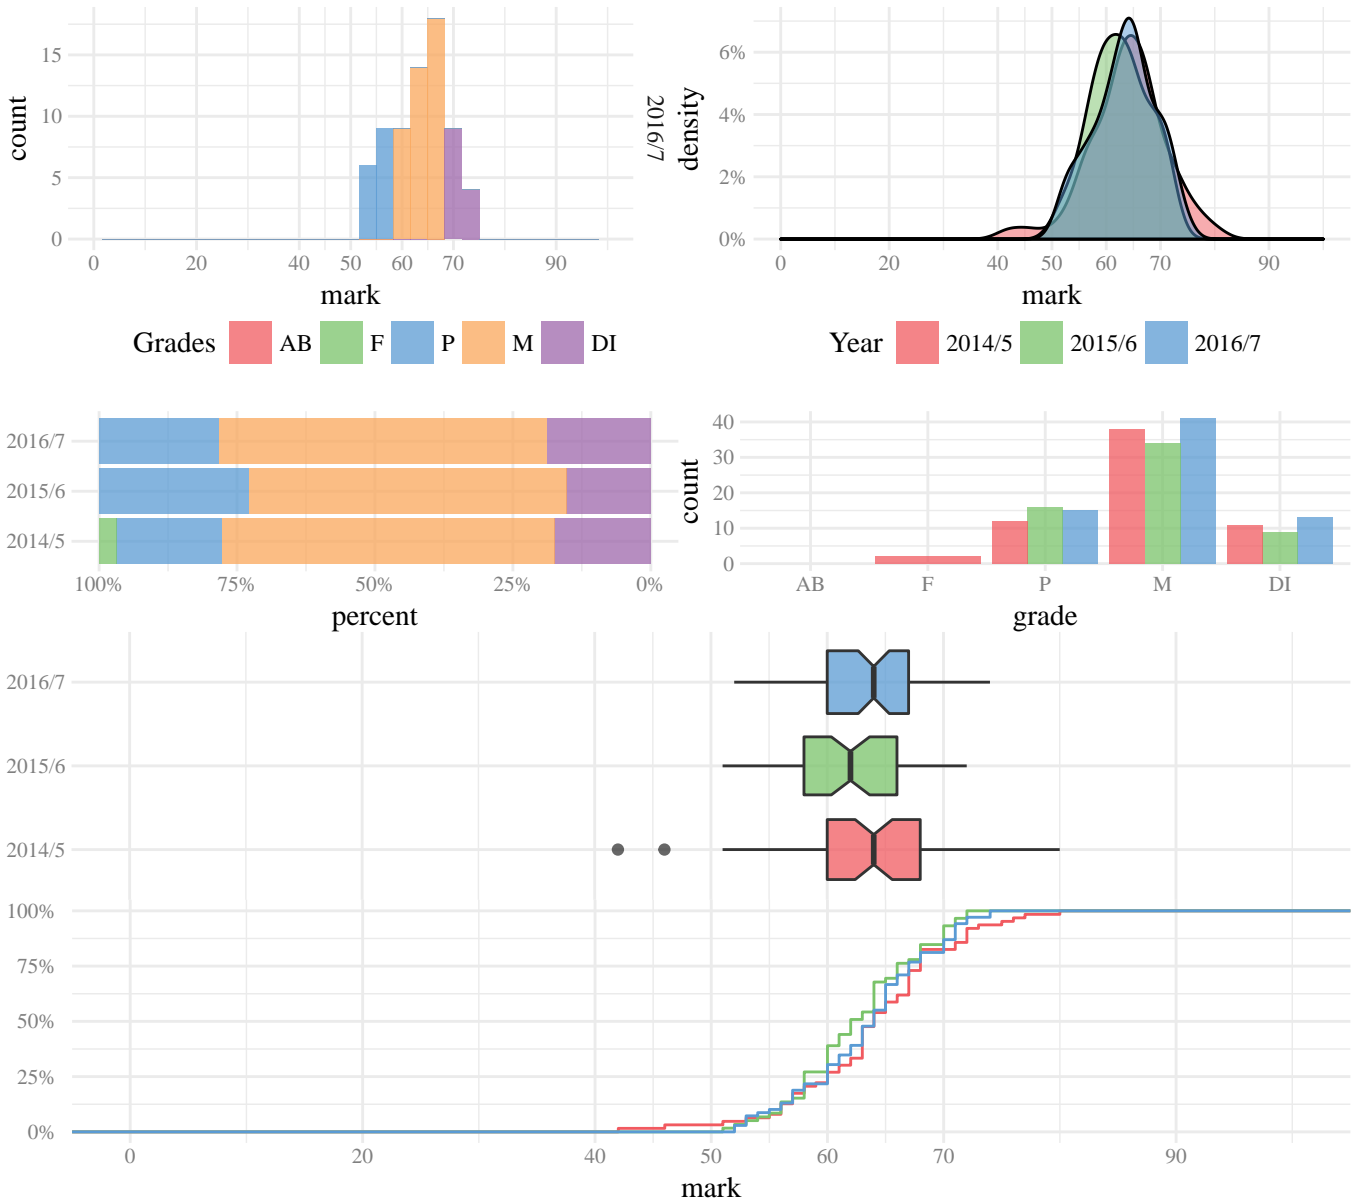 15
10
5
0
count
0 20 40 50 60 70 90
mark
2016/7
6%
4%
2%
0%
density
0 20 40 50 60 70 90
mark
Grades AB F P M DI
Year 2014/5 2015/6 2016/7
2016/7
2015/6
2014/5
100% 75% 50% 25% 0%
percent
40
30
20
10
0
count
AB F P M DI
grade
2016/7
2015/6
2014/5
100%
75%
50%
25%
0%
0 20 40 50 60 70 90
mark